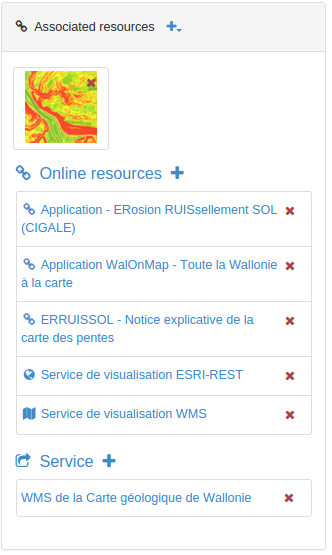 Associated resources
Online resources
Application - ERosion RUISsellement SOL
(CIGALE)
Application WalOnMap - Toute la Wallonie
à la carte
ERRUISSOL - Notice explicative de la
carte des pentes
Service de visualisation ESRI-REST
Service de visualisation WMS
Service
WMS de la Carte géologique de Wallonie